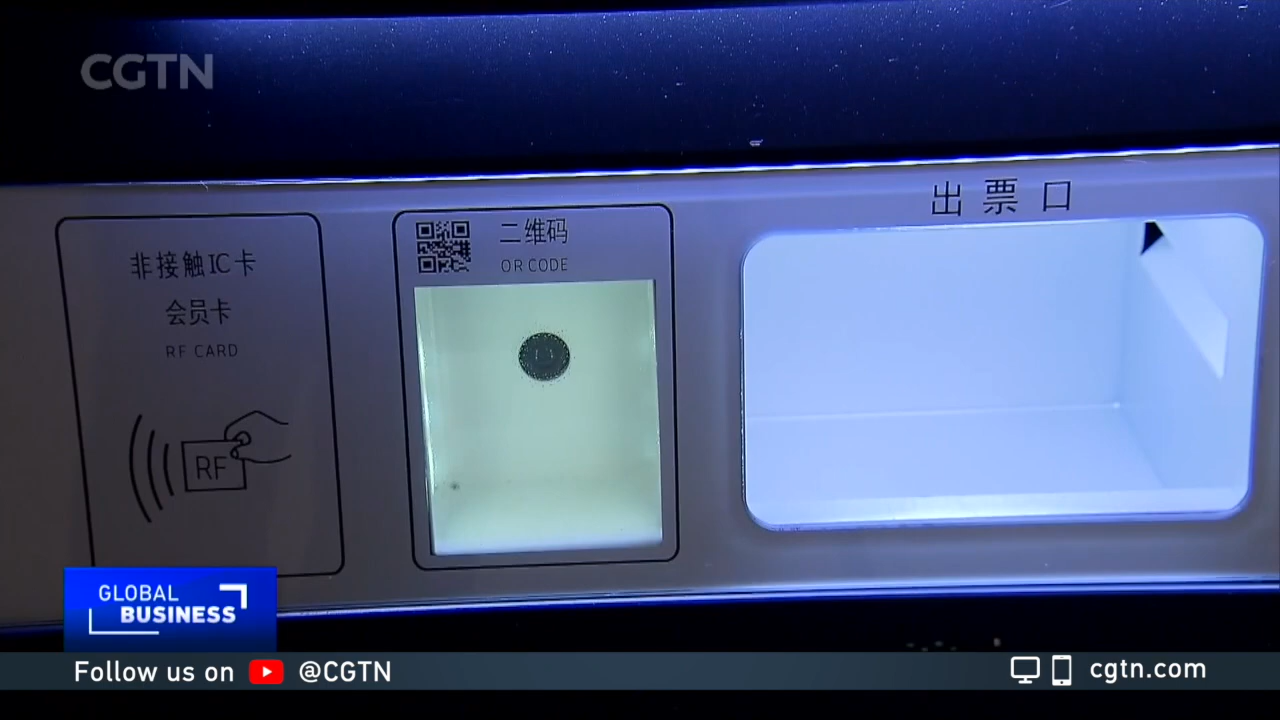 CGTN
非接触IC卡
会员卡
RF CARD
RF
二维码
QR CODE
出票口
GLOBAL
BUSINESS
Follow us on @CGTN
cgtn.com